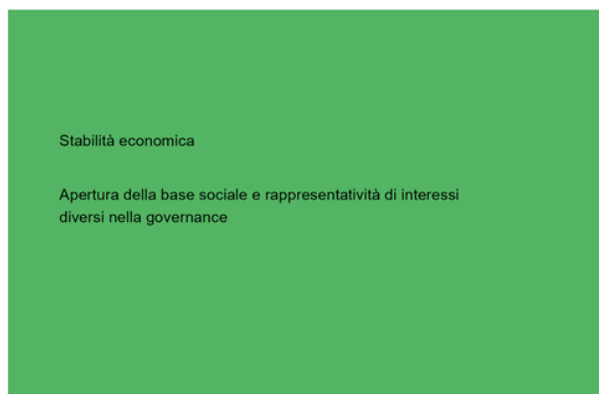 Stabilità economica
Apertura della base sociale e rappresentatività di interessi
diversi nella governance